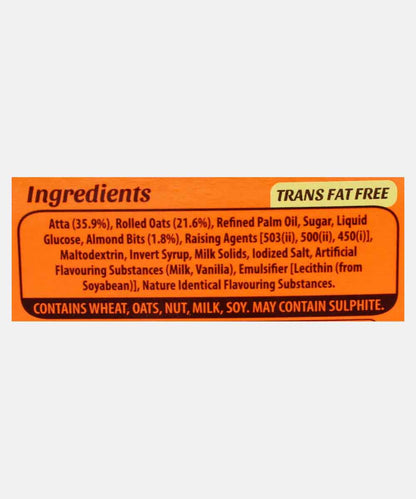 Ingredients
TRANS FAT FREE
Atta (35.9%), Rolled Oats (21.6%), Refined Palm Oil, Sugar, Liquid
Glucose, Almond Bits (1.8%), Raising Agents [503(ii), 500(ii), 450(i)],
Maltodextrin, Invert Syrup, Milk Solids, Iodized Salt, Artificial
Flavouring Substances (Milk, Vanilla), Emulsifier [Lecithin (from
Soyabean)], Nature Identical Flavouring Substances.
CONTAINS WHEAT, OATS, NUT, MILK, SOY. MAY CONTAIN SULPHITE.